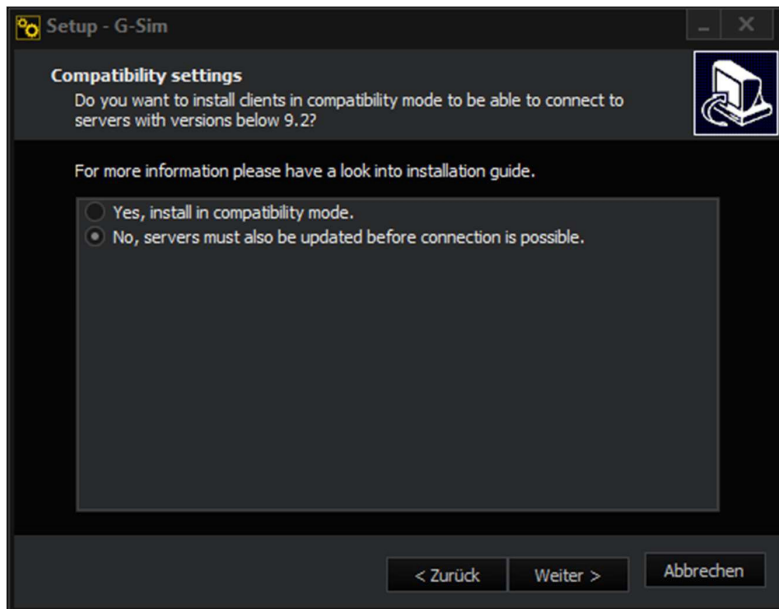 Setup - G-Sim
Compatibility settings
Do you want to install clients in compatibility mode to be able to connect to
servers with versions below 9.2?
For more information please have a look into installation guide.
Yes, install in compatibility mode.
No, servers must also be updated before connection is possible.
< Zurück
Weiter >
Abbrechen